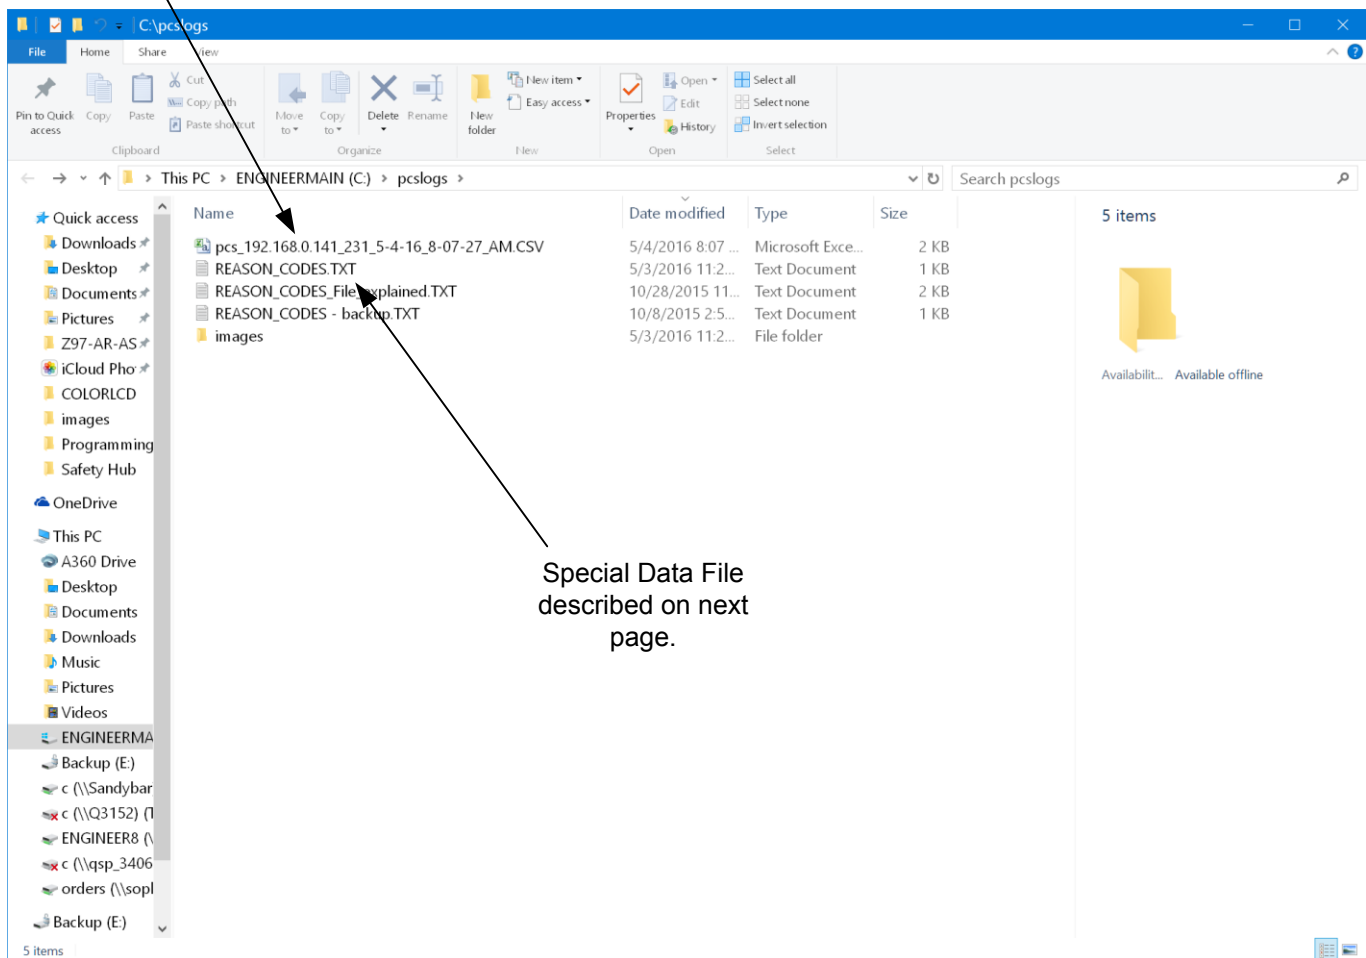 C:\pcslogs
File Home Share View
Pin to Quick access
Copy
Paste
Cut
Copy path
Paste shortcut
Clipboard
Move to
Copy to
Delete
Rename
Organize
New folder
New item
Easy access
New
Properties
Open
Edit
History
Open
Select all
Select none
Invert selection
Select
This PC > ENGINEERMAIN (C:) > pcslogs >
Search pcslogs
Name Date modified Type Size
pcs_192.168.0.141_231_5-4-16_8-07-27_AM.CSV 5/4/2016 8:07 ... Microsoft Exce... 2 KB
REASON_CODES.TXT 5/3/2016 11:2... Text Document 1 KB
REASON_CODES_File_explained.TXT 10/28/2015 11... Text Document 2 KB
REASON_CODES - backup.TXT 10/8/2015 2:5... Text Document 1 KB
images 5/3/2016 11:2... File folder
Quick access
Downloads
Desktop
Documents
Pictures
Z97-AR-AS
iCloud Pho
COLORLCD
images
Programming
Safety Hub
OneDrive
This PC
A360 Drive
Desktop
Documents
Downloads
Music
Pictures
Videos
ENGINEERMA
Backup (E:)
c (\\Sandybar
c (\\Q3152) (T
ENGINEER8 (\
c (\\qsp_3406
orders (\\sopl
Backup (E:)
5 items
5 items
Availabilit... Available offline
Special Data File
described on next
page.